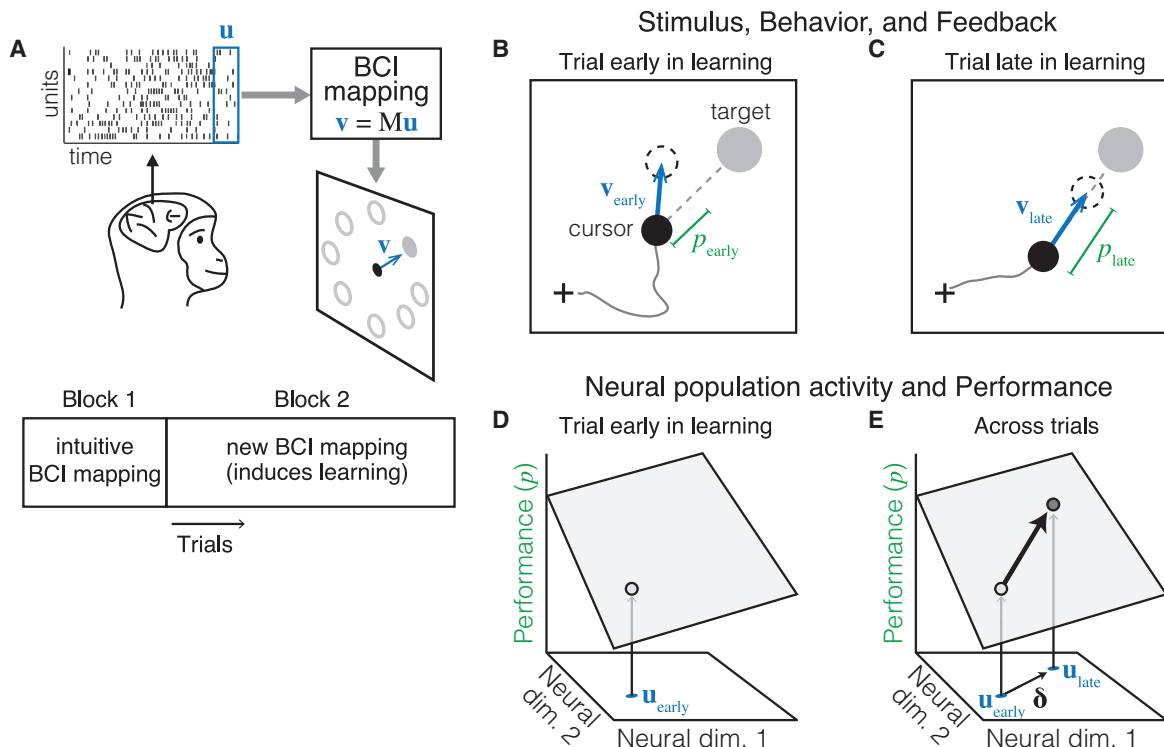 A
u
units
time
BCI
mapping
v = Mu
v
Block 1
Block 2
intuitive
BCI mapping
new BCI mapping
(induces learning)
Trials
Stimulus, Behavior, and Feedback
B
Trial early in learning
target
v early
cursor
p early
+
C
Trial late in learning
v late
p late
+
Neural population activity and Performance
D
Trial early in learning
Performance (p)
u early
Neural
dim. 2
Neural dim. 1
E
Across trials
Performance (p)
u late
u early
δ
Neural
dim. 2
Neural dim. 1